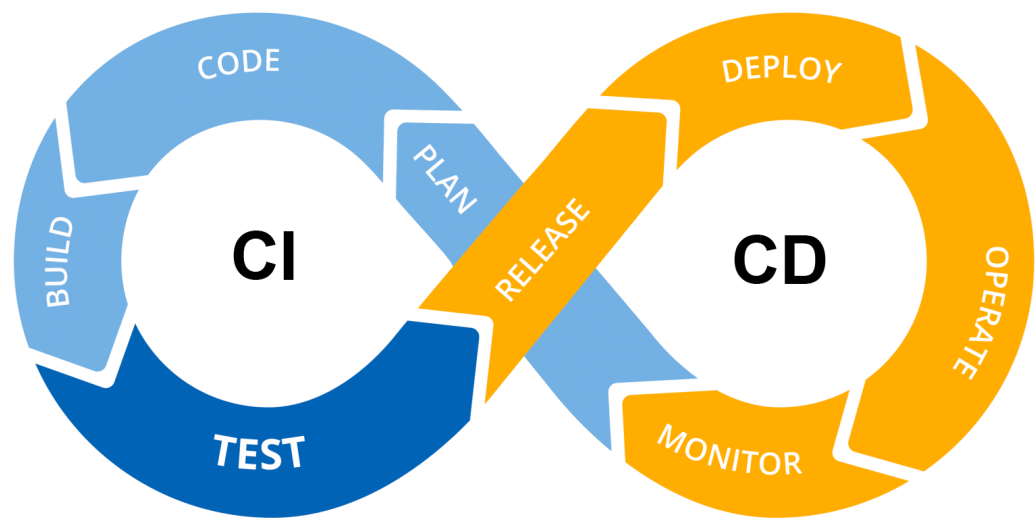 CODE
DEPLOY
PLAN
BUILD
CI
RELEASE
CD
OPERATE
TEST
MONITOR